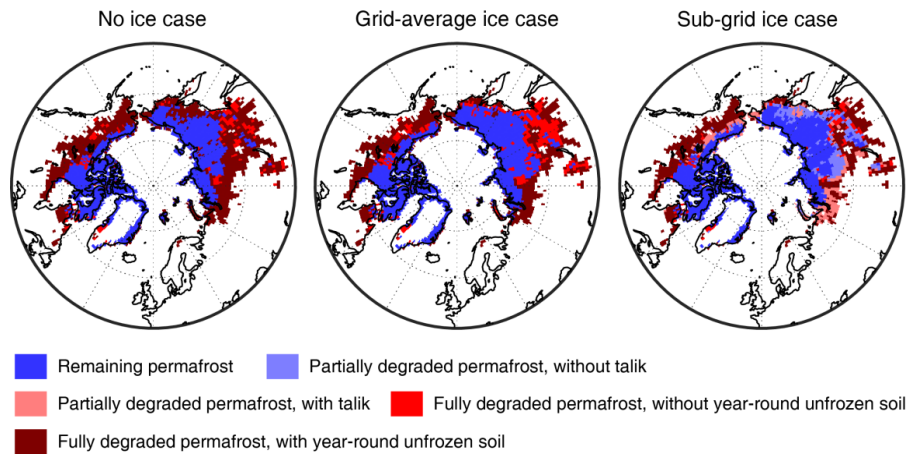 No ice case
Grid-average ice case
Sub-grid ice case
Remaining permafrost
Partially degraded permafrost, without talik
Partially degraded permafrost, with talik
Fully degraded permafrost, without year-round unfrozen soil
Fully degraded permafrost, with year-round unfrozen soil